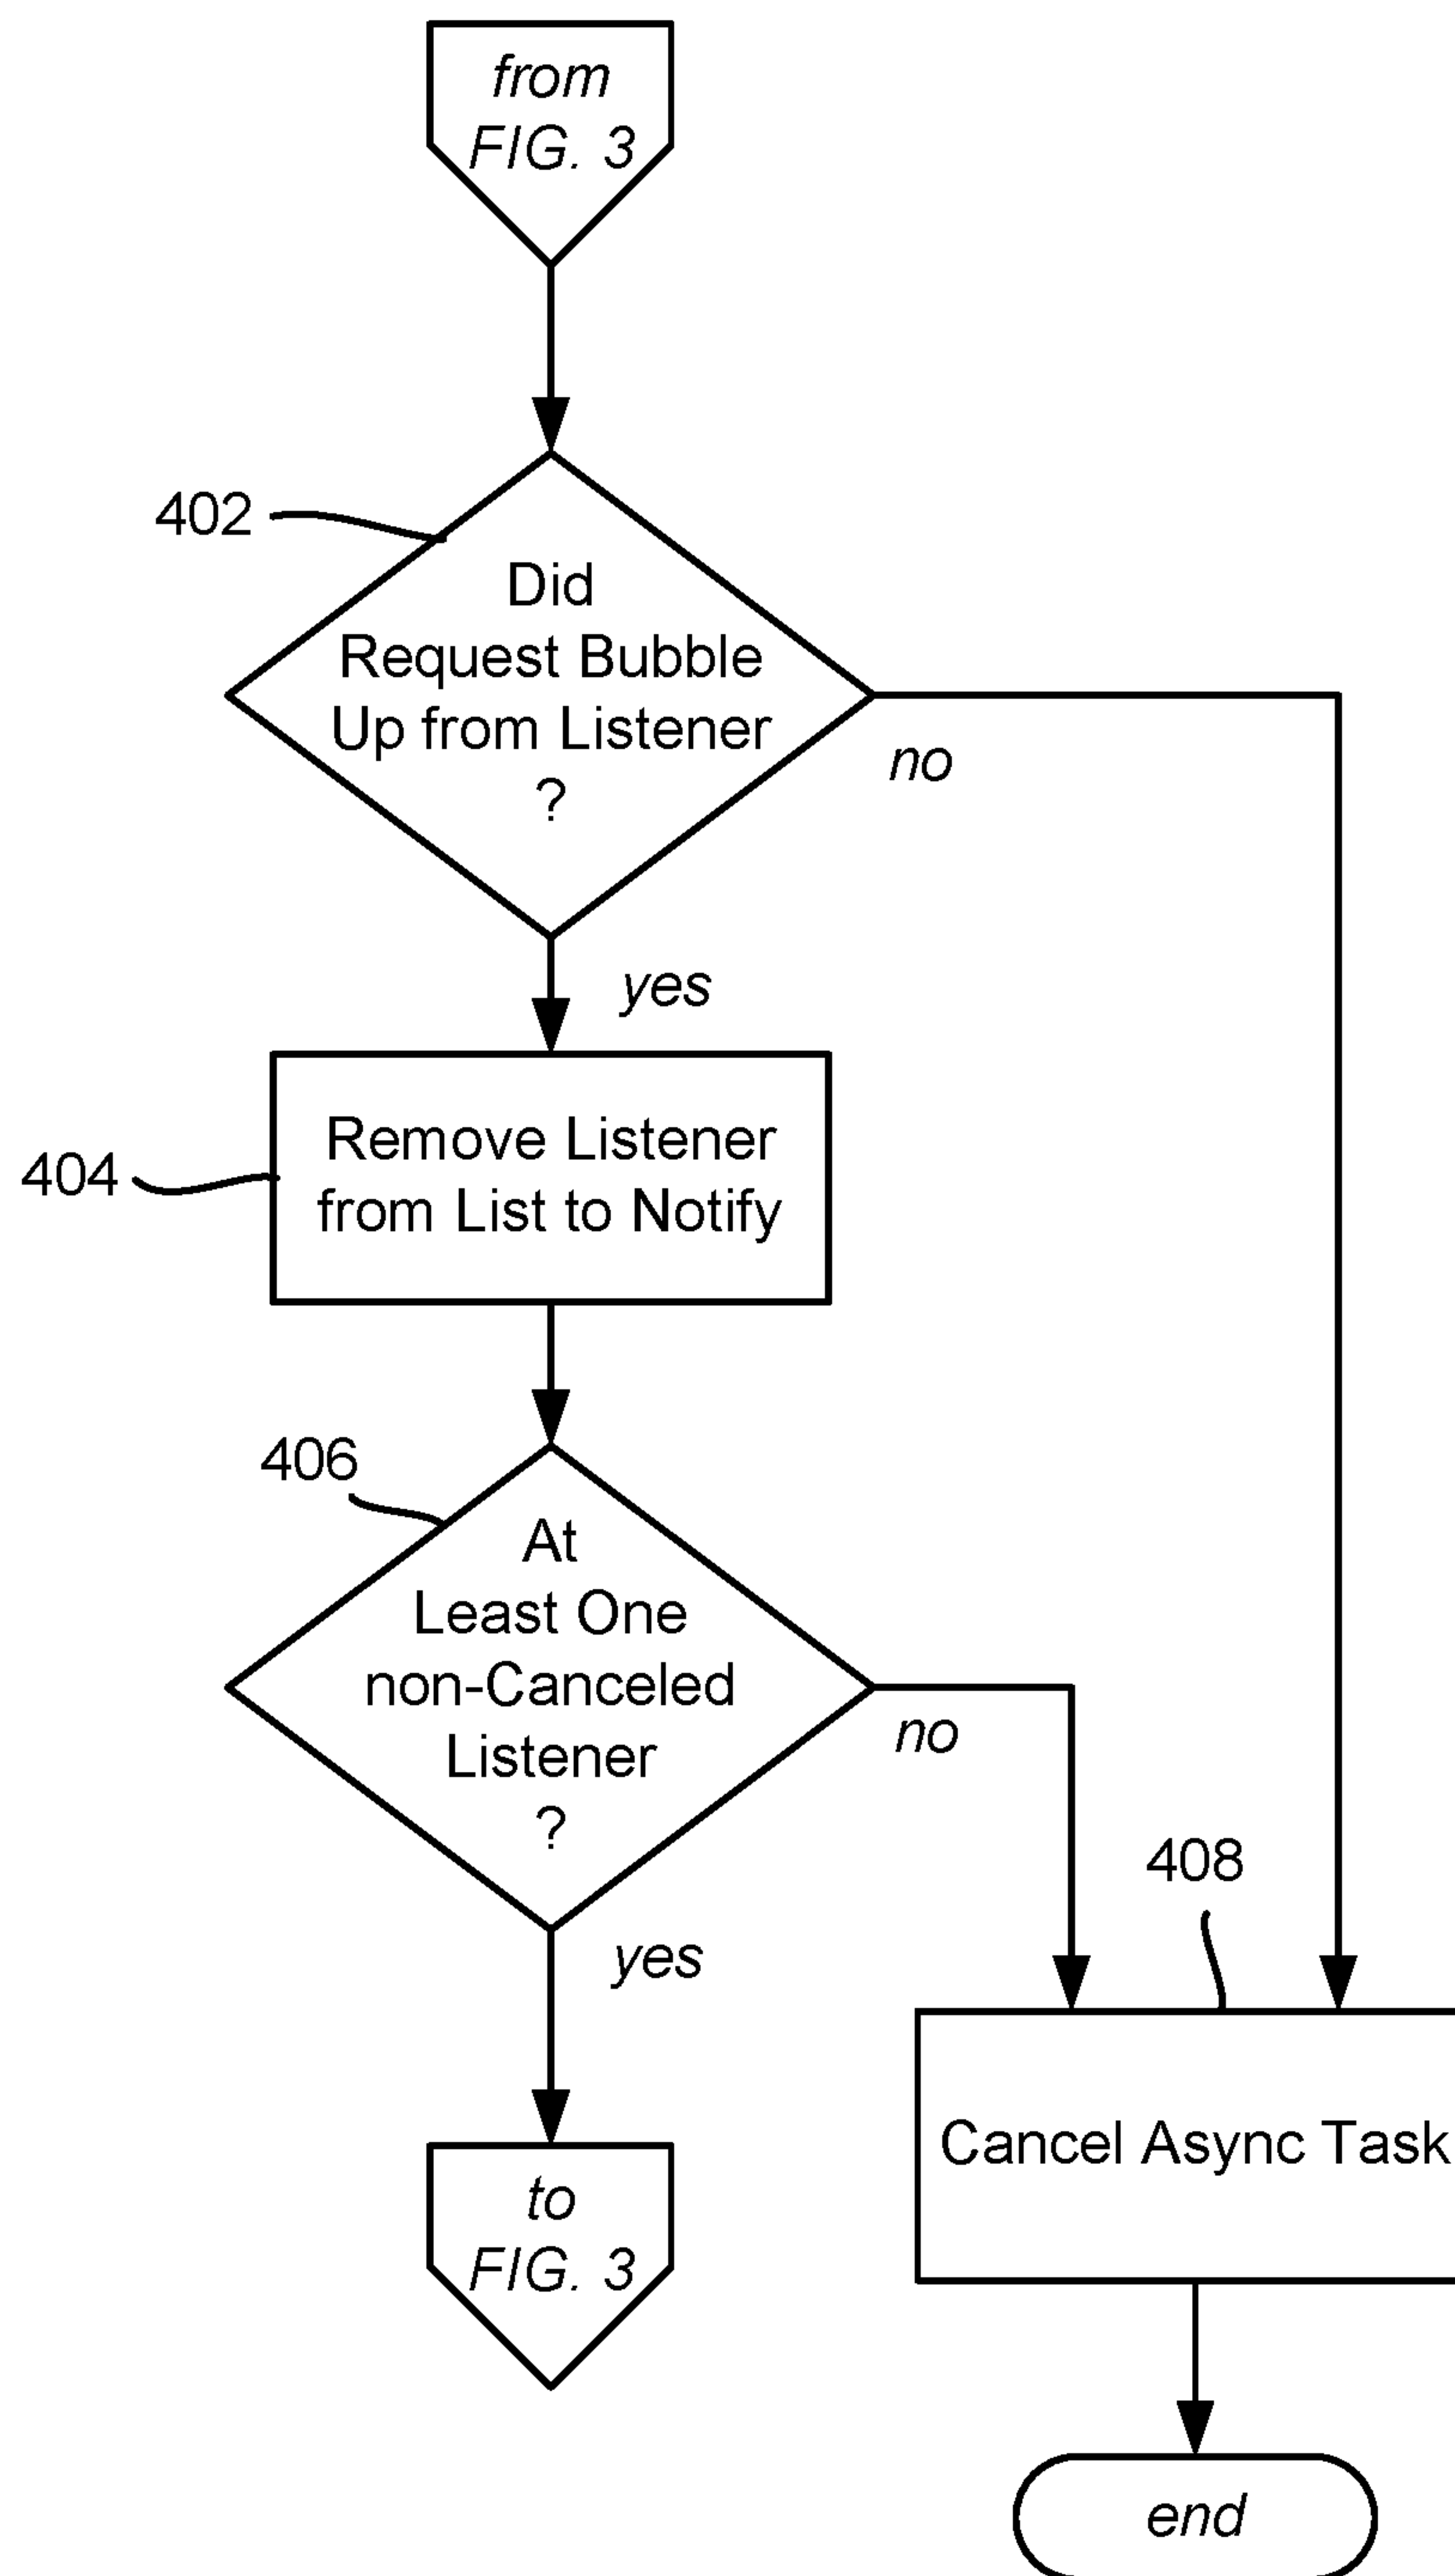 from
FIG. 3
402
Did
Request Bubble
Up from Listener
?
no
yes
404
Remove Listener
from List to Notify
406
At
Least One
non-Canceled
Listener
?
no
yes
408
Cancel Async Task
to
FIG. 3
end